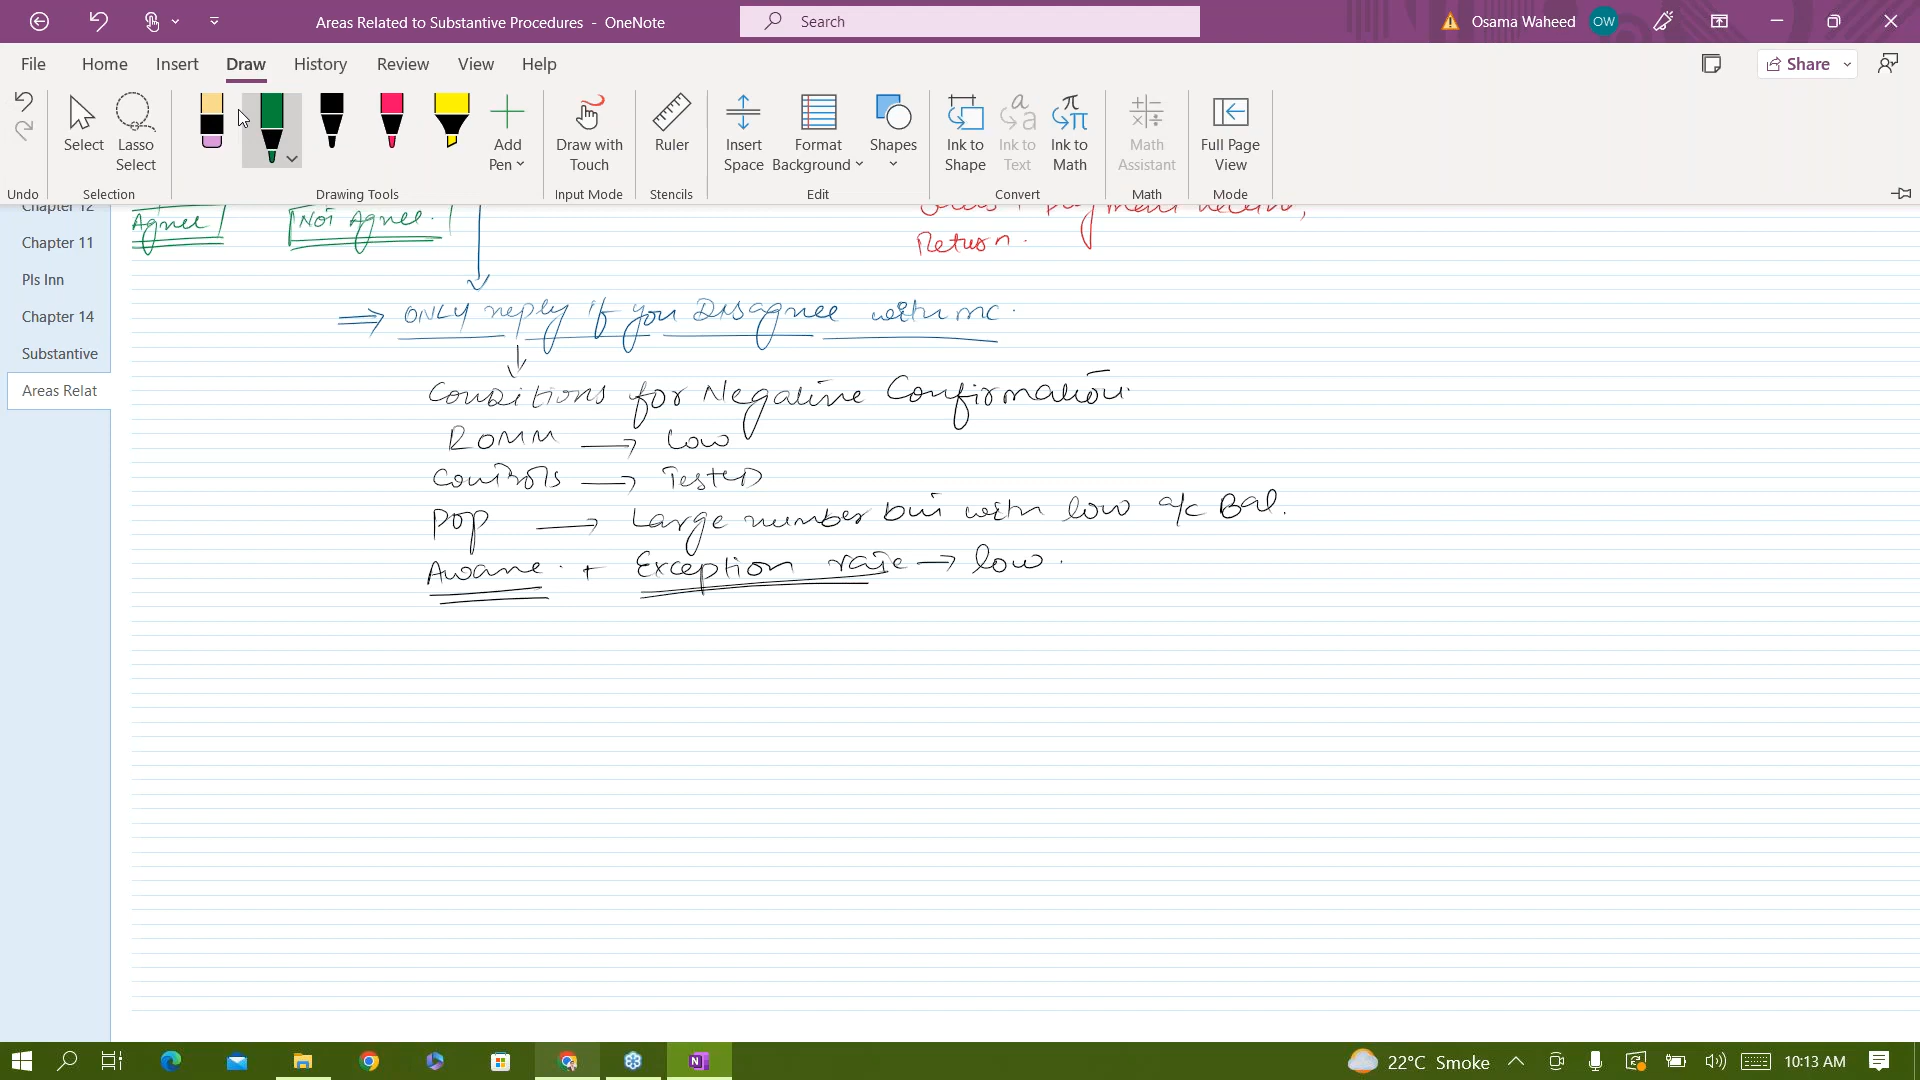 Areas Related to Substantive Procedures - OneNote
Search
Osama Waheed
OW
File Home Insert Draw History Review View Help
Share
Select
Lasso Select
Add Pen
Draw with Touch
Ruler
Insert Space
Format Background
Shapes
Ink to Shape
Ink to Text
Ink to Math
Math Assistant
Full Page View
Undo Selection Drawing Tools Input Mode Stencils Edit Convert Math Mode
Chapter 12
Chapter 11
Pls Inn
Chapter 14
Substantive
Areas Relat
Agree Not Agree.
Return.
⇒ ONLY reply If you Disagree with me.
Conditions for Negative Confirmation.
ROMM → Low
Controls → Tested
POP → Large number but with low a/c Bal.
Aware + Exception rate → low.
22°C Smoke
10:13 AM